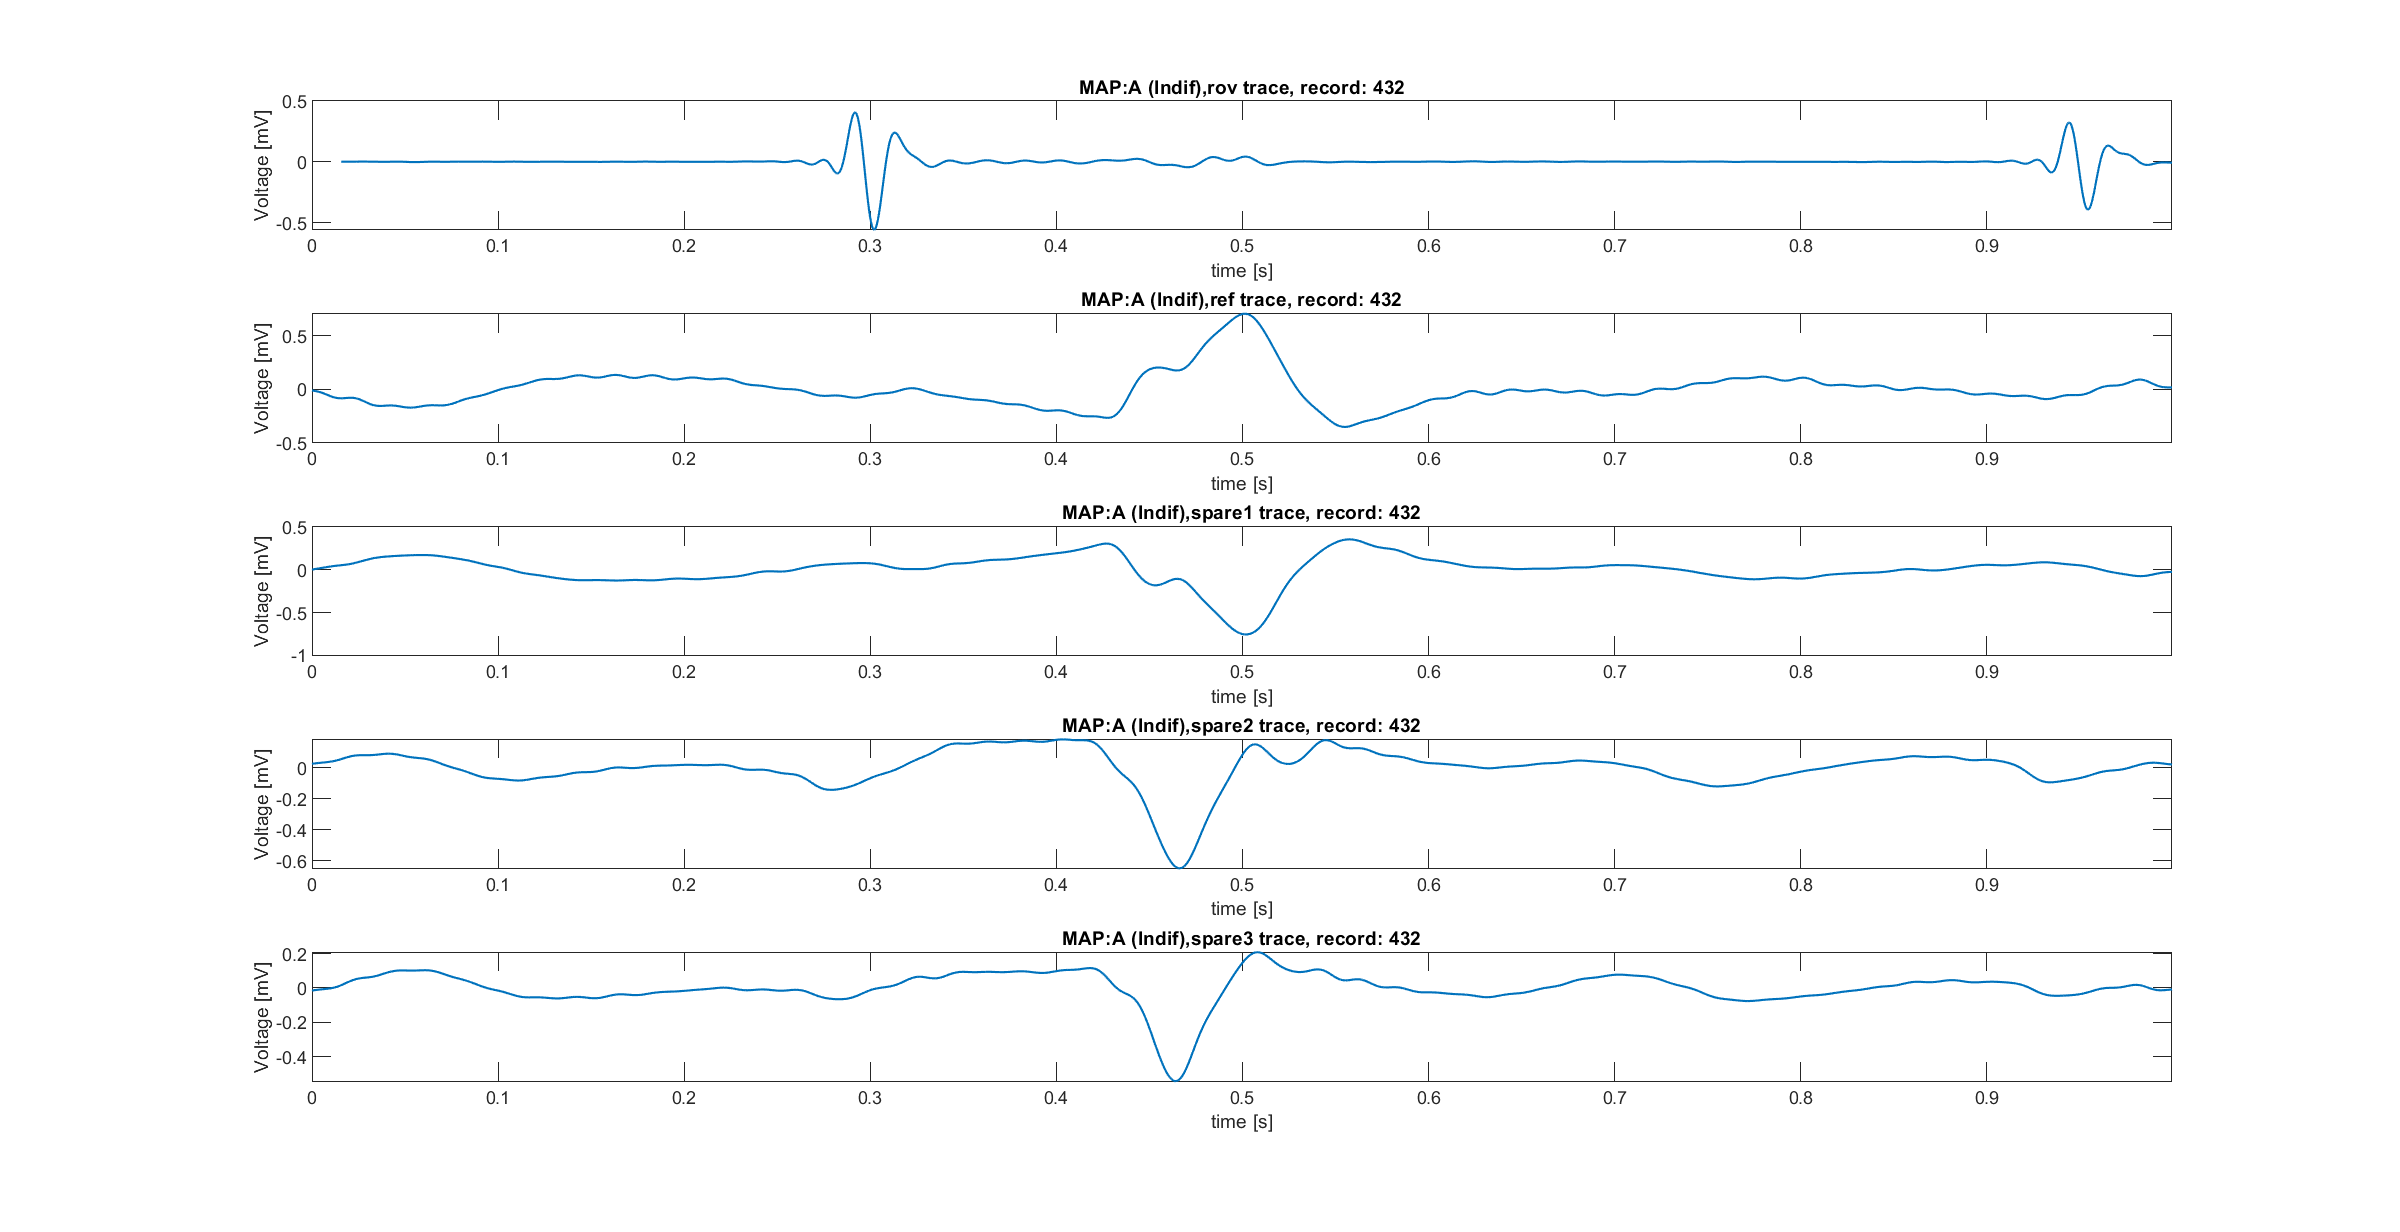 MAP:A (Indif),rov trace, record: 432
Voltage [mV]
0.5
0
-0.5
0 0.1 0.2 0.3 0.4 0.5 0.6 0.7 0.8 0.9
time [s]
MAP:A (Indif),ref trace, record: 432
Voltage [mV]
0.5
0
-0.5
0 0.1 0.2 0.3 0.4 0.5 0.6 0.7 0.8 0.9
time [s]
MAP:A (Indif),spare1 trace, record: 432
Voltage [mV]
0.5
0
-0.5
-1
0 0.1 0.2 0.3 0.4 0.5 0.6 0.7 0.8 0.9
time [s]
MAP:A (Indif),spare2 trace, record: 432
Voltage [mV]
0
-0.2
-0.4
-0.6
0 0.1 0.2 0.3 0.4 0.5 0.6 0.7 0.8 0.9
time [s]
MAP:A (Indif),spare3 trace, record: 432
Voltage [mV]
0.2
0
-0.2
-0.4
0 0.1 0.2 0.3 0.4 0.5 0.6 0.7 0.8 0.9
time [s]